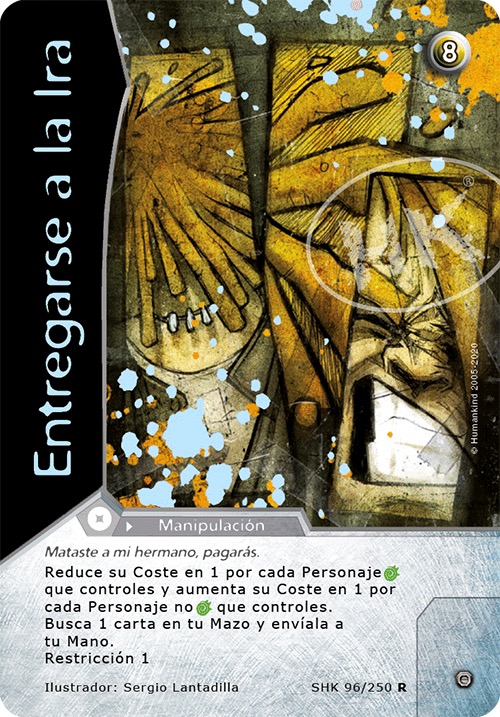 Entregarse a la Ira
8
HK®
© Humankind 2005-2020
Manipulación
Mataste a mi hermano, pagarás.
Reduce su Coste en 1 por cada Personaje
que controles y aumenta su Coste en 1 por
cada Personaje no que controles.
Busca 1 carta en tu Mazo y envíala a
tu Mano.
Restricción 1
Ilustrador: Sergio Lantadilla
SHK 96/250 R